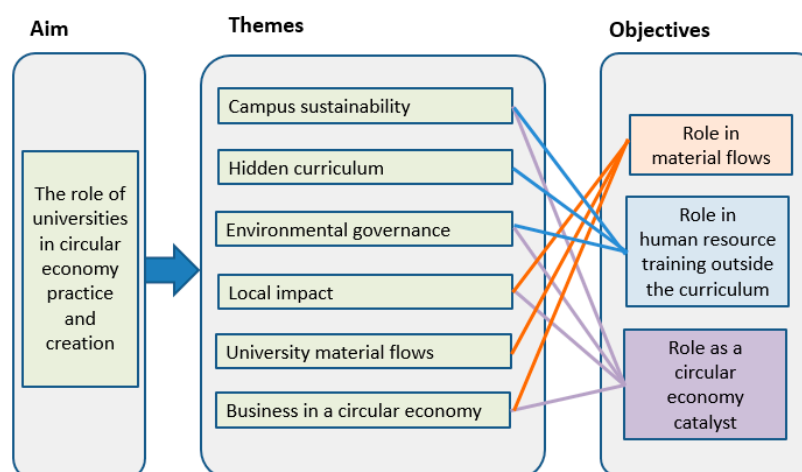 Aim
Themes
Objectives
The role of
universities
in circular
economy
practice
and
creation
Campus sustainability
Hidden curriculum
Environmental governance
Local impact
University material flows
Business in a circular economy
Role in
material flows
Role in
human resource
training outside
the curriculum
Role as a
circular
economy
catalyst